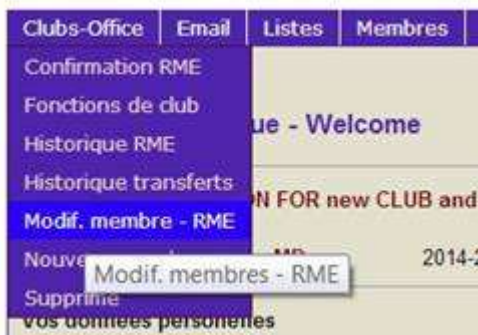 Clubs-Office Email Listes Membres
Confirmation RME
Fonctions de club
Historique RME
ue - Welcome
Historique transferts
N FOR new CLUB and
Modif. membre - RME
Nouve
2014-2
Modif. membres - RME
Supprime
Vos données personelles